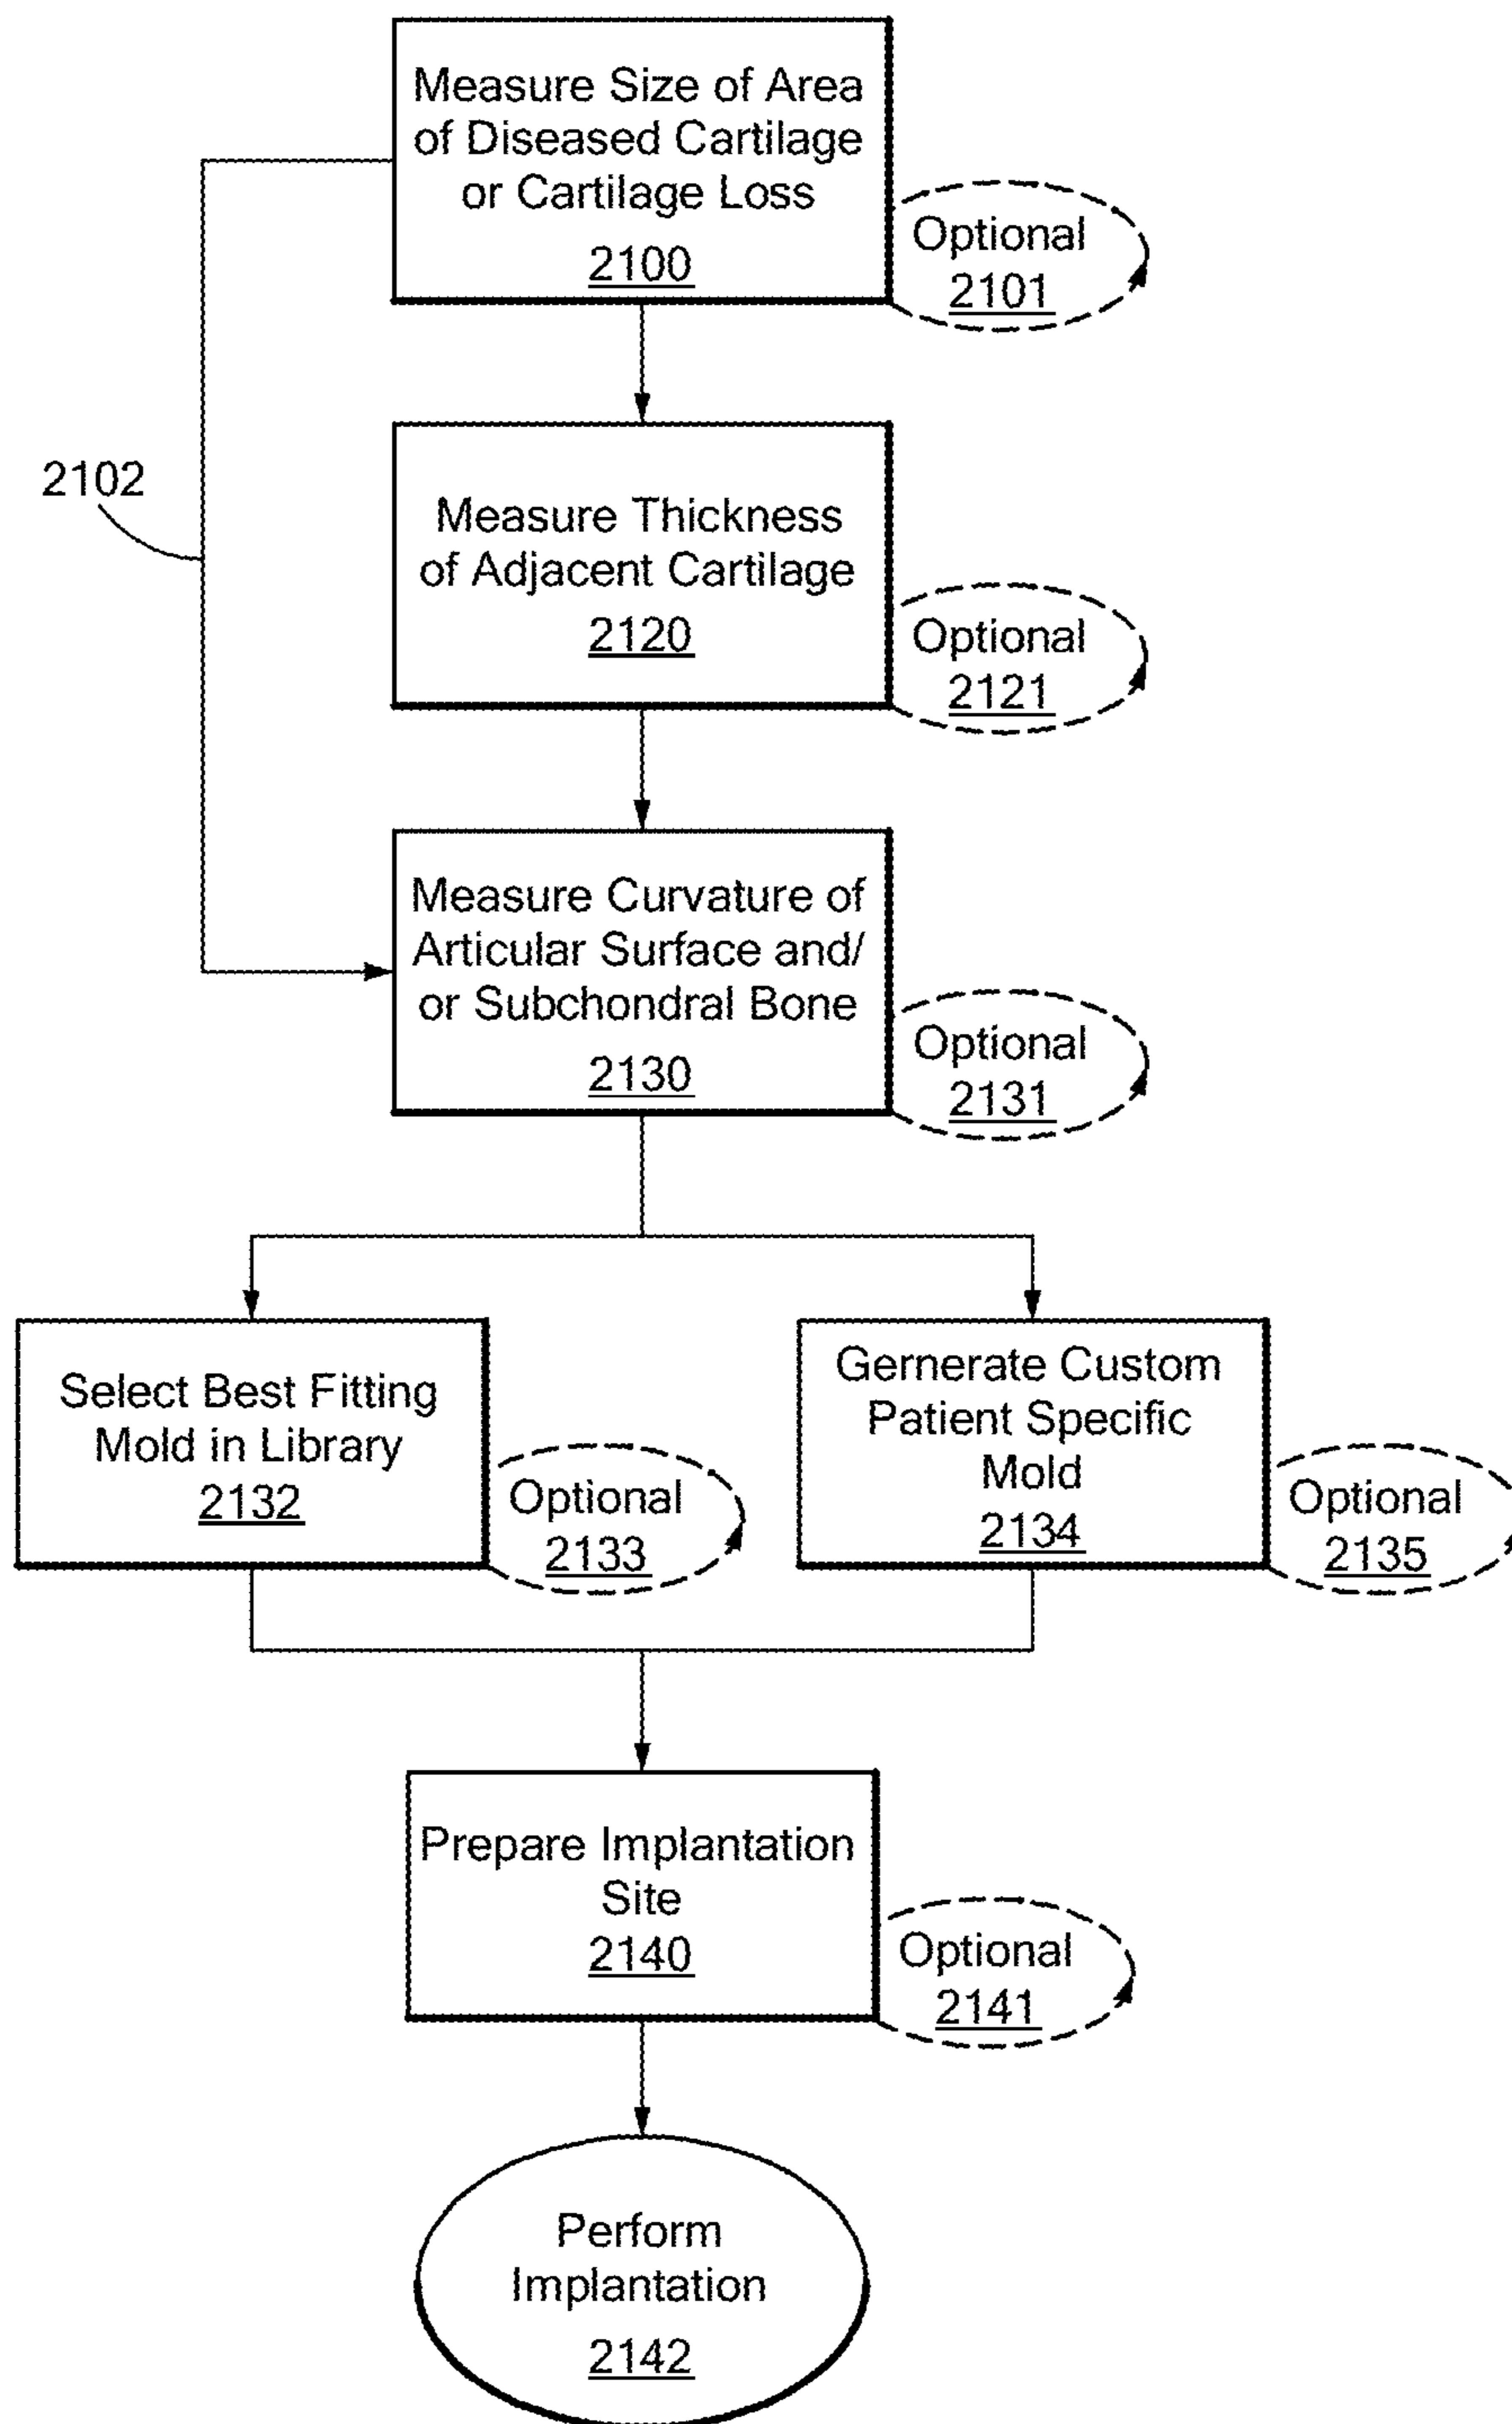 Measure Size of Area
of Diseased Cartilage
or Cartilage Loss
2100
Optional
2101
2102
Measure Thickness
of Adjacent Cartilage
2120
Optional
2121
Measure Curvature of
Articular Surface and/
or Subchondral Bone
2130
Optional
2131
Select Best Fitting
Mold in Library
2132
Optional
2133
Gernerate Custom
Patient Specific
Mold
2134
Optional
2135
Prepare Implantation
Site
2140
Optional
2141
Perform
Implantation
2142